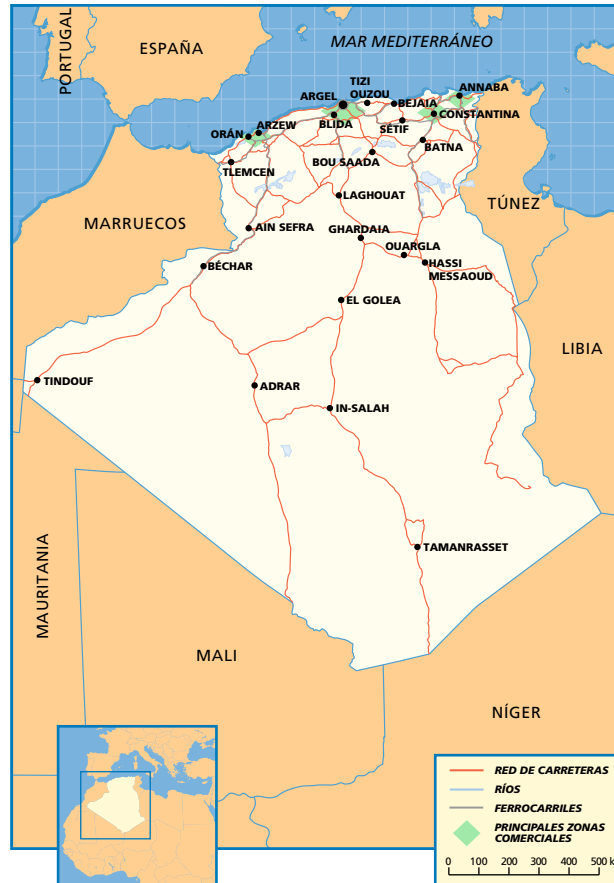 PORTUGAL
ESPAÑA
MAR MEDITERRÁNEO
TIZI
OUZOU
ARGEL
BEJAIA
ANNABA
CONSTANTINA
ORÁN
ARZEW
BLIDA
SÉTIF
BATNA
TLEMCEN
BOU SAADA
LAGHOUAT
TÚNEZ
MARRUECOS
AIN SEFRA
GHARDAIA
OUARGLA
HASSI
MESSAOUD
BÉCHAR
EL GOLEA
LIBIA
TINDOUF
ADRAR
IN-SALAH
TAMANRASSET
MAURITANIA
MALI
NÍGER
RED DE CARRETERAS
RÍOS
FERROCARRILES
PRINCIPALES ZONAS
COMERCIALES
0 100 200 300 400 500 k